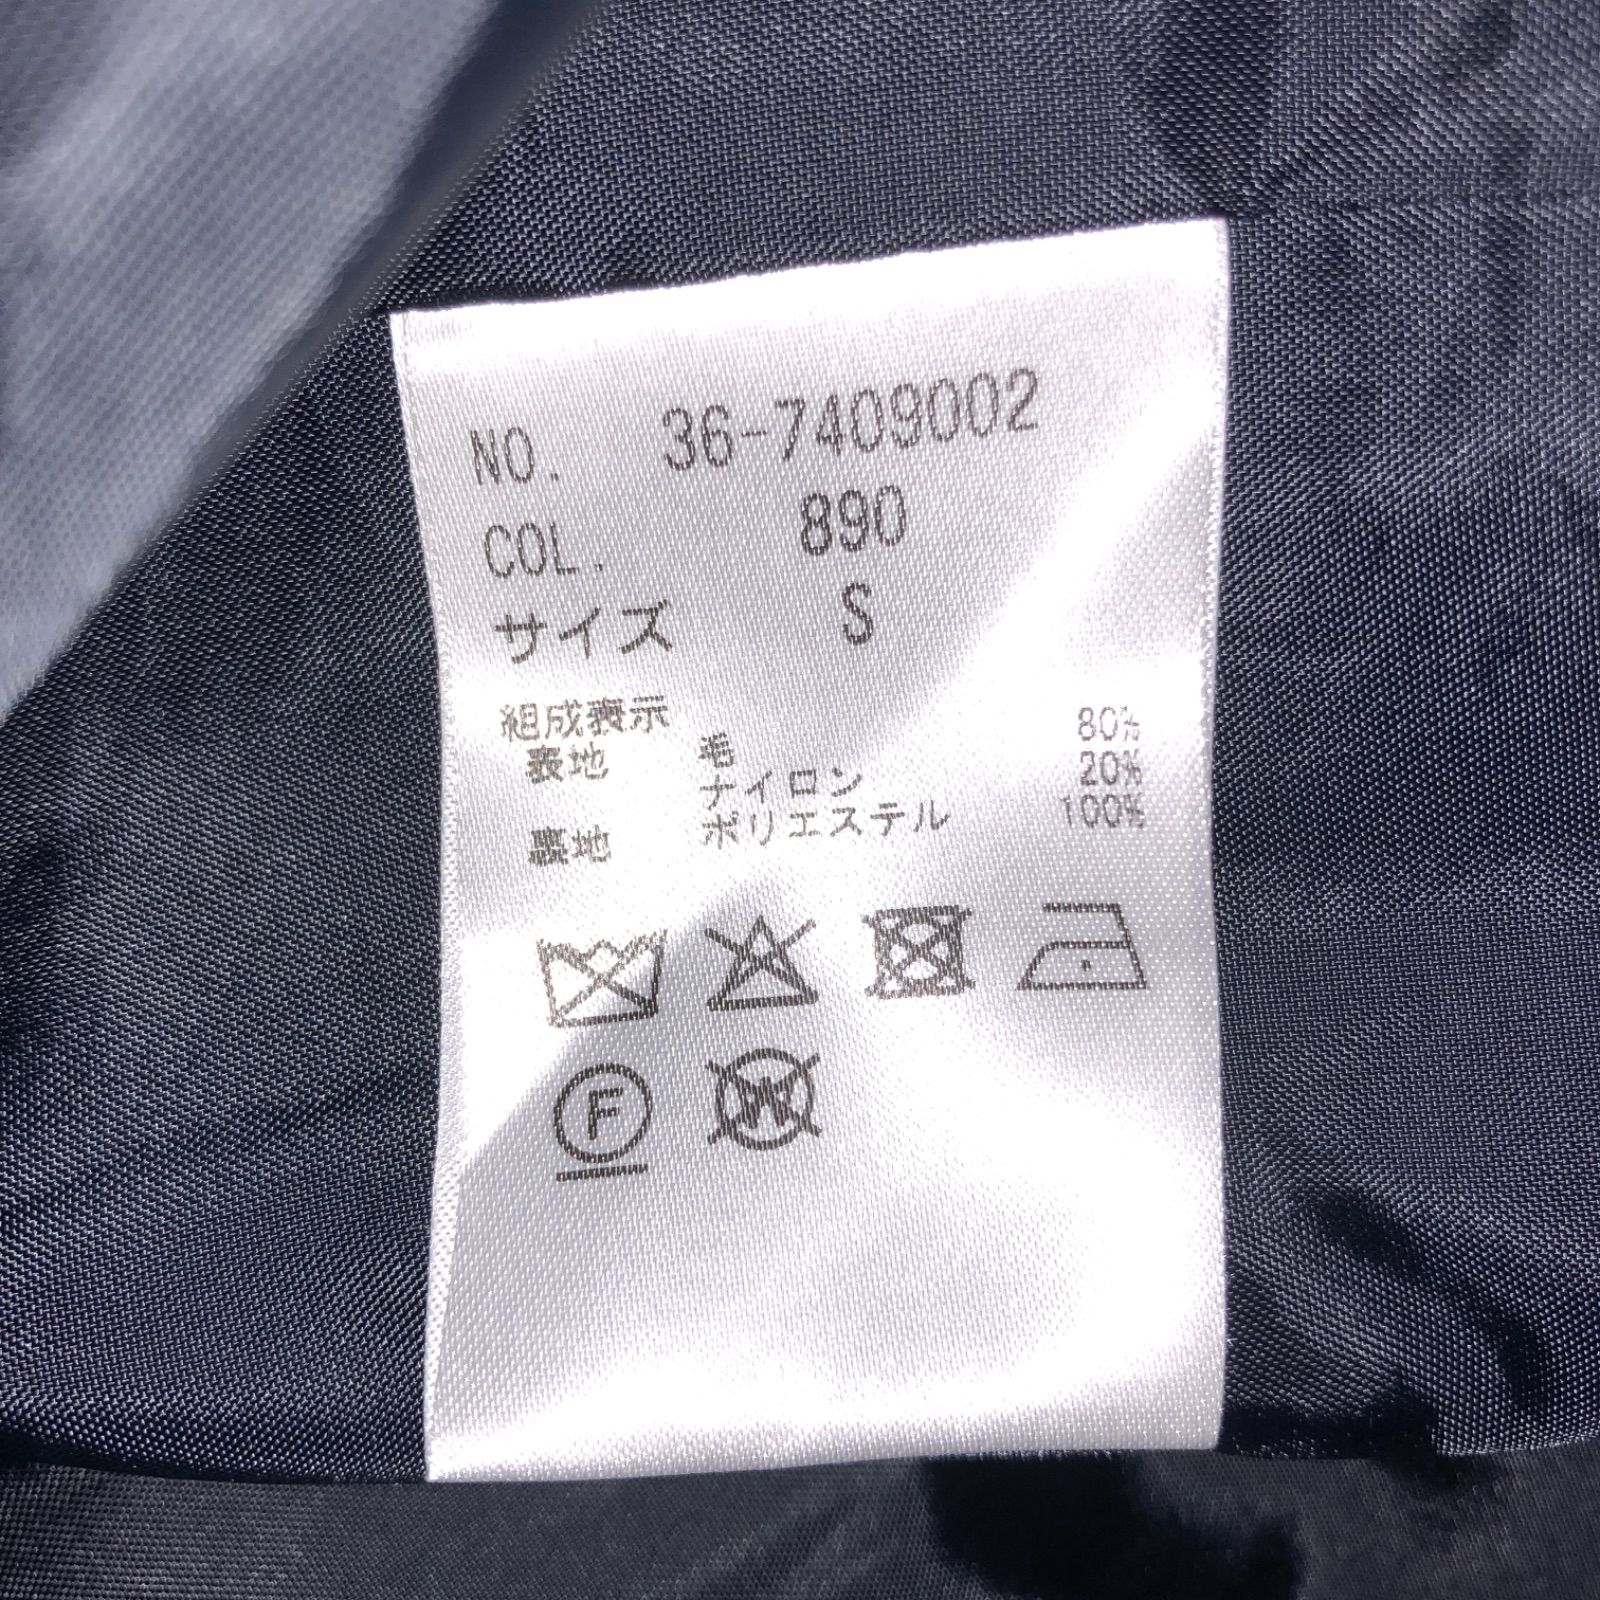 NO. 36-7409002
COL. 890
サイズ S
組成表示
表地 毛 80%
ナイロン 20%
裏地 ポリエステル 100%
F
W